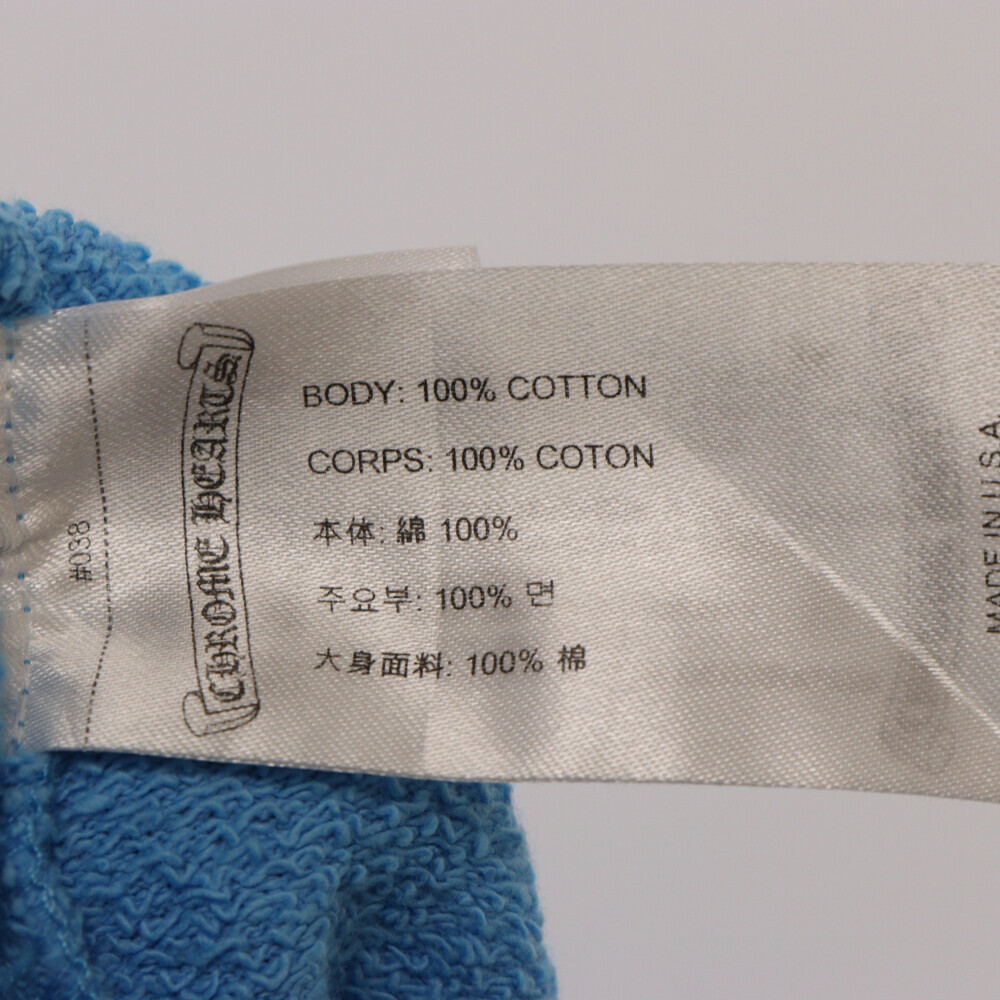 #038
CHROME HEARTS
BODY: 100% COTTON
CORPS: 100% COTON
本体: 綿 100%
주요부: 100% 면
大身面料: 100% 棉
MADE IN U.S.A.